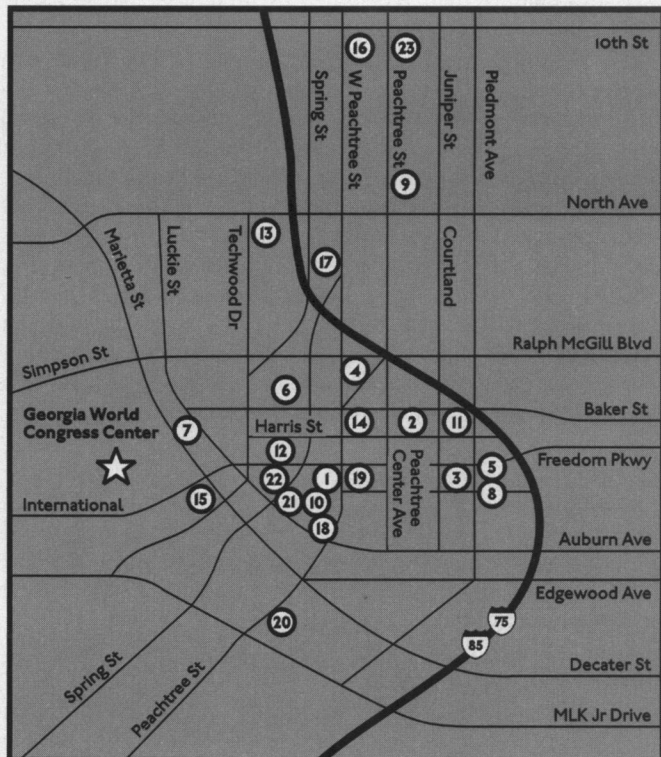 10th St
16
23
Spring St
W Peachtree St
Peachtree St
Juniper St
Piedmont Ave
9
North Ave
Marietta St
Luckie St
Techwood Dr
13
17
Courtland
Ralph McGill Blvd
Simpson St
4
6
Georgia World
Congress Center
7
Harris St
14
2
11
Baker St
12
Peachtree
Center Ave
5
Freedom Pkwy
22
1
19
3
8
International
15
21
10
18
Auburn Ave
Edgewood Ave
20
75
85
Spring St
Peachtree St
Decater St
MLK Jr Drive